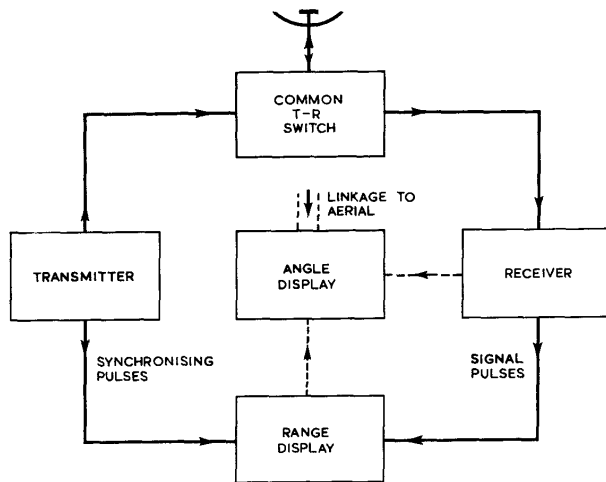 COMMON
T-R
SWITCH
LINKAGE TO
AERIAL
TRANSMITTER
ANGLE
DISPLAY
RECEIVER
SYNCHRONISING
PULSES
SIGNAL
PULSES
RANGE
DISPLAY